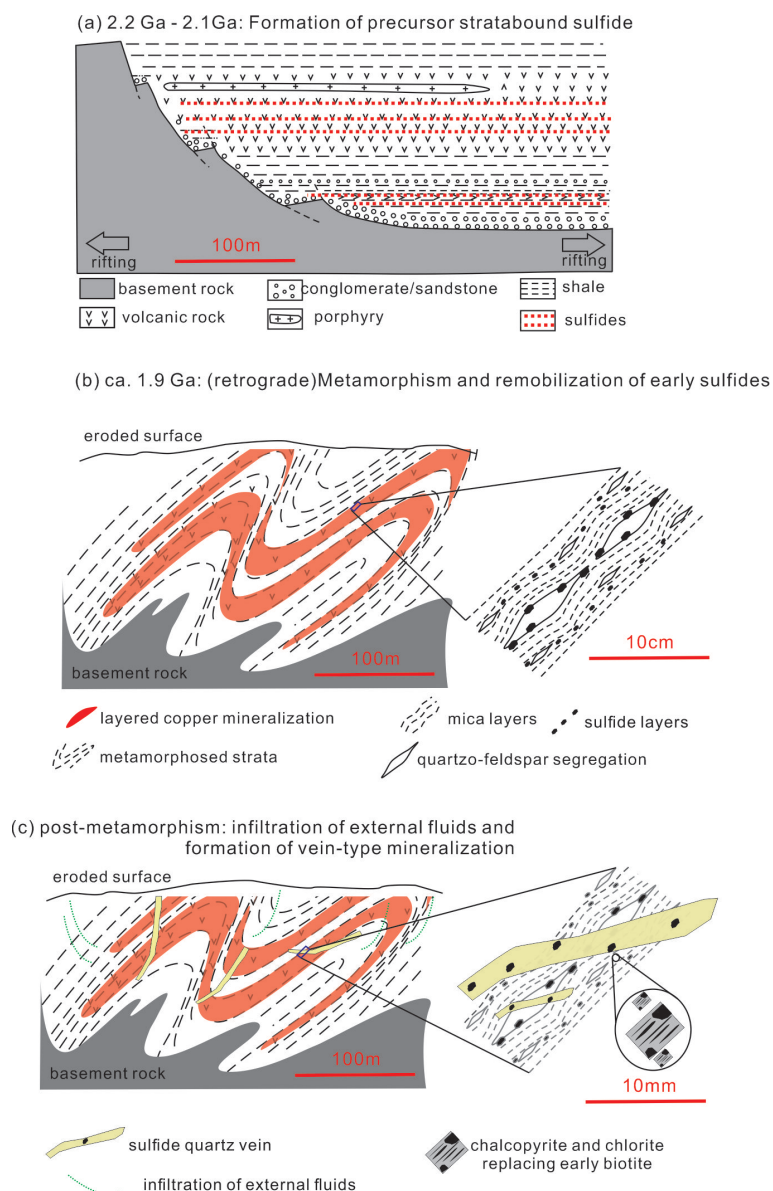 (a) 2.2 Ga - 2.1Ga: Formation of precursor stratabound sulfide
100m
rifting
rifting
basement rock
conglomerate/sandstone
shale
volcanic rock
porphyry
sulfides
(b) ca. 1.9 Ga: (retrograde)Metamorphism and remobilization of early sulfides
eroded surface
basement rock
100m
10cm
layered copper mineralization
mica layers
sulfide layers
metamorphosed strata
quartzo-feldspar segregation
(c) post-metamorphism: infiltration of external fluids and
formation of vein-type mineralization
eroded surface
basement rock
100m
10mm
sulfide quartz vein
chalcopyrite and chlorite
replacing early biotite
infiltration of external fluids